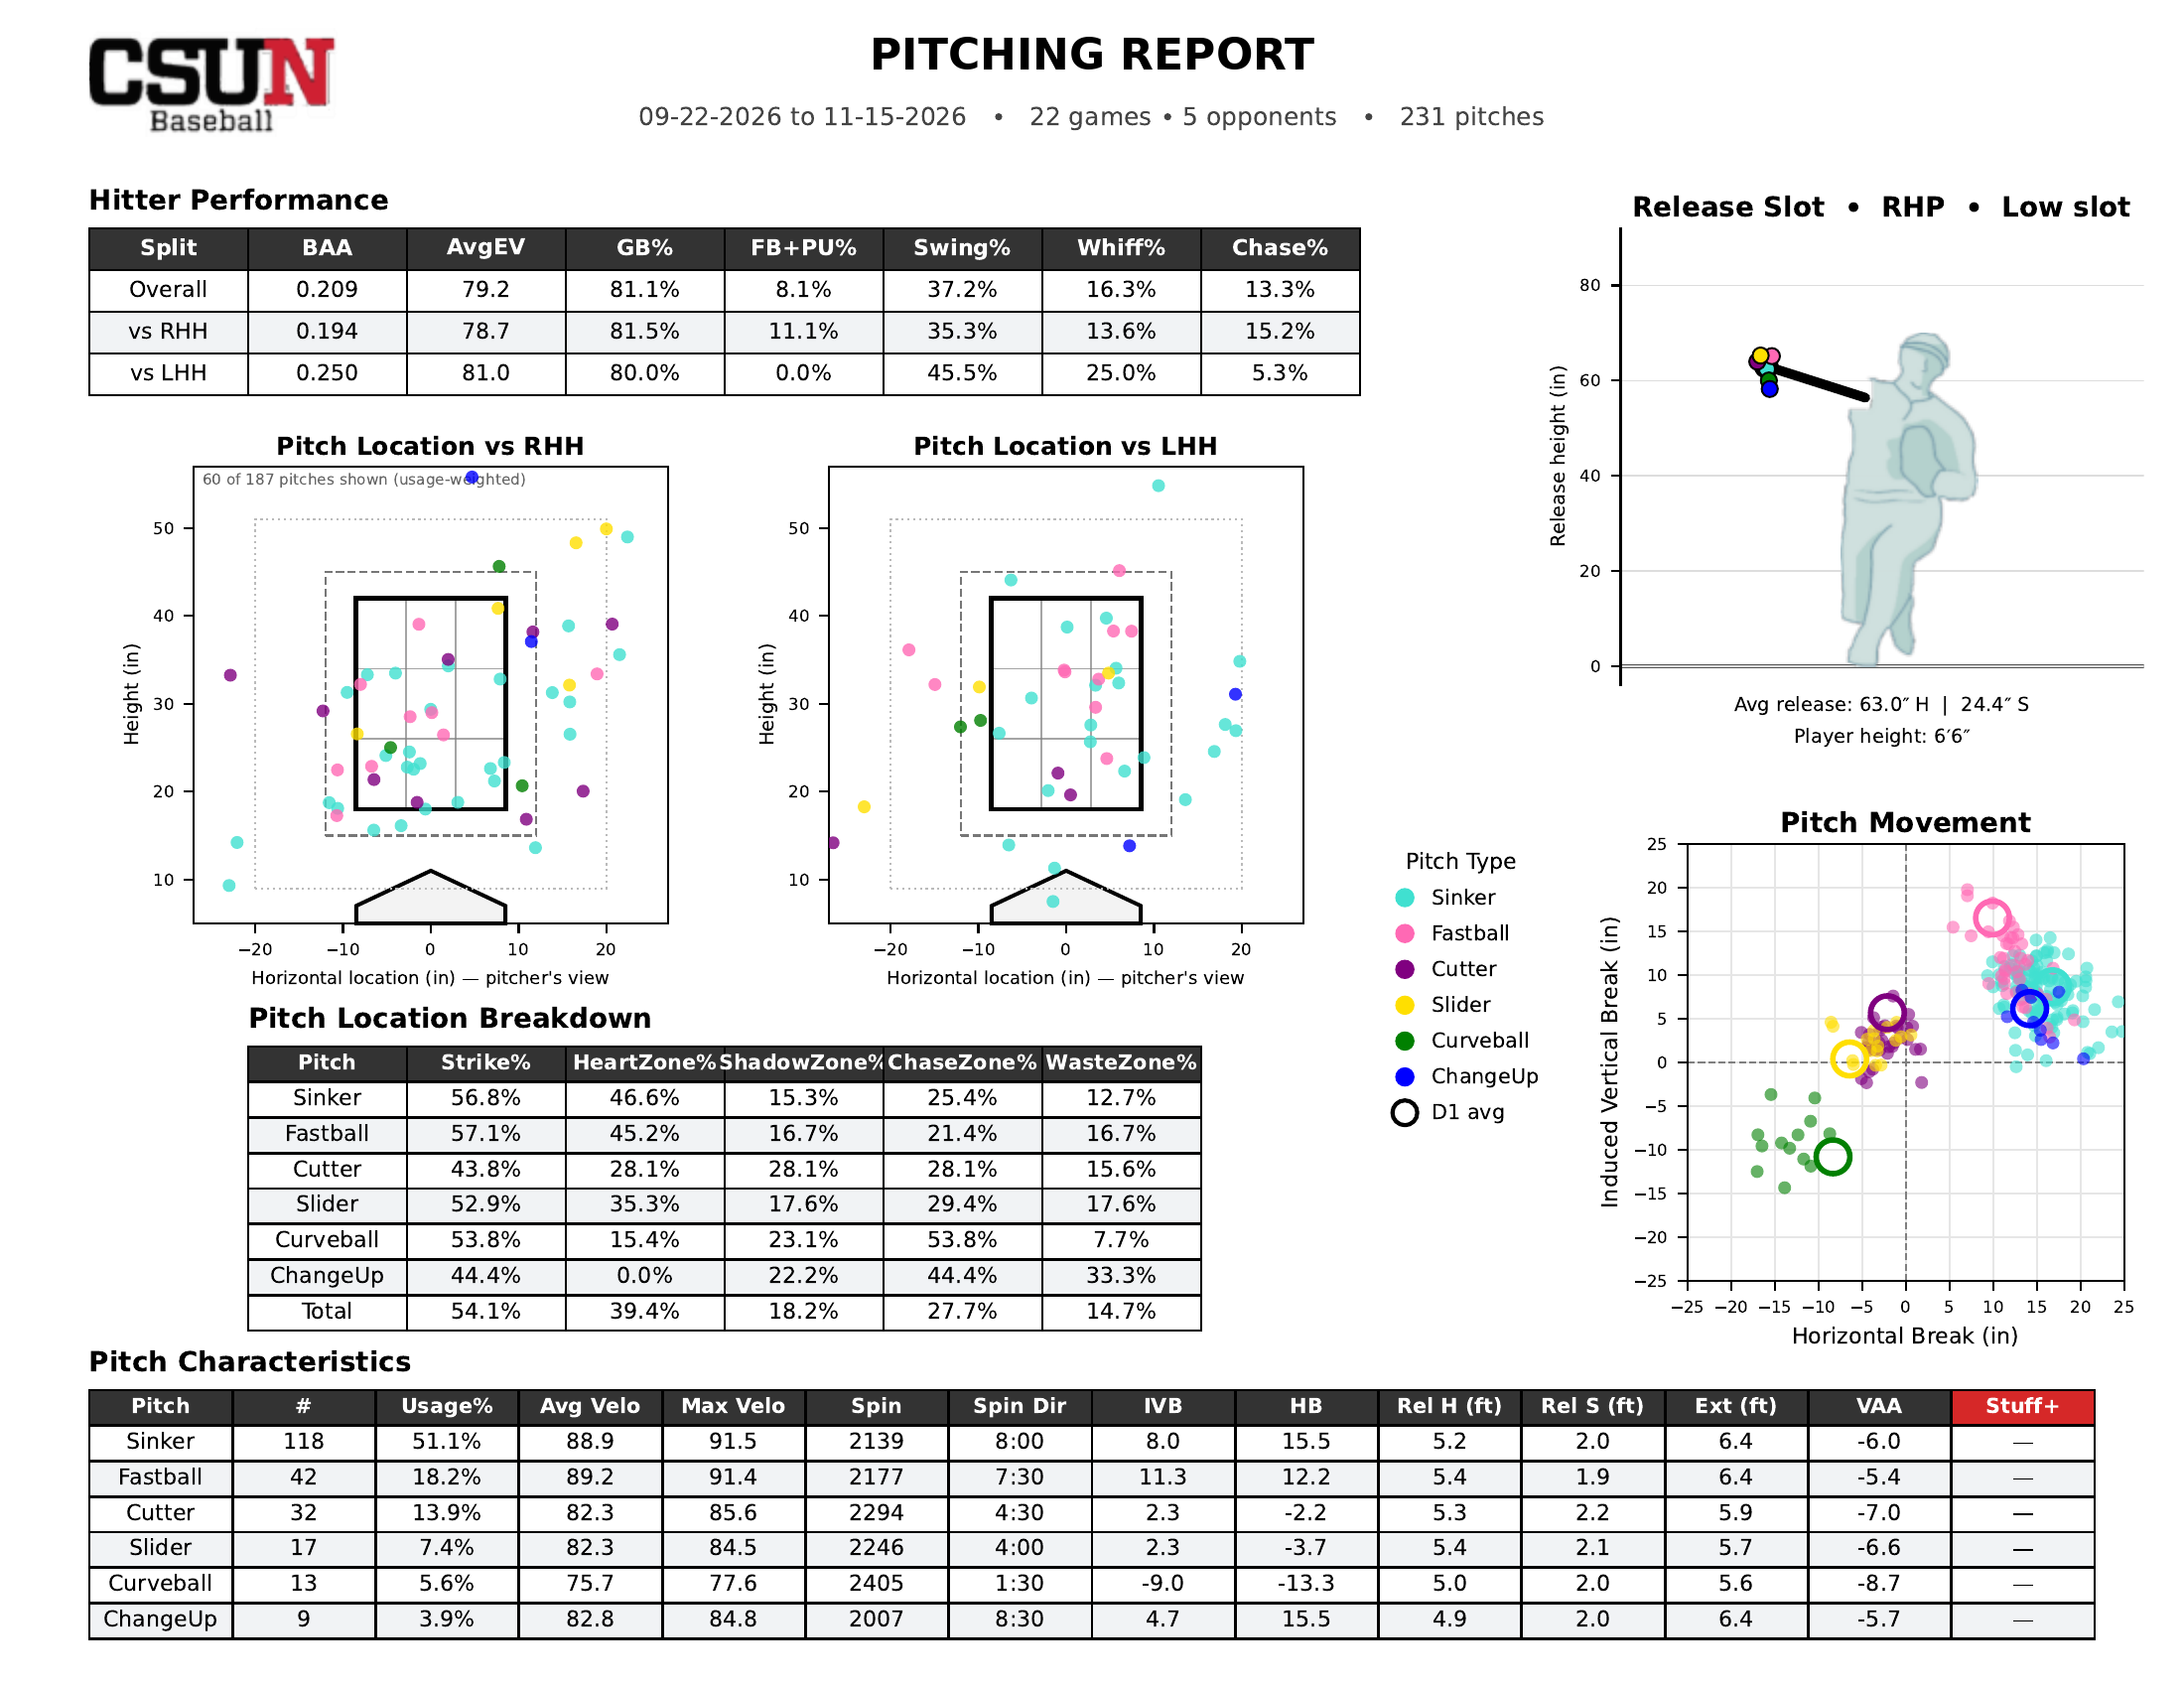 CSUN
Baseball
PITCHING REPORT
09-22-2026 to 11-15-2026 • 22 games • 5 opponents • 231 pitches
Hitter Performance
Split BAA AvgEV GB% FB+PU% Swing% Whiff% Chase%
Overall 0.209 79.2 81.1% 8.1% 37.2% 16.3% 13.3%
vs RHH 0.194 78.7 81.5% 11.1% 35.3% 13.6% 15.2%
vs LHH 0.250 81.0 80.0% 0.0% 45.5% 25.0% 5.3%
Release Slot • RHP • Low slot
Release height (in)
80
60
40
20
0
Avg release: 63.0″ H | 24.4″ S
Player height: 6′6″
Pitch Location vs RHH
60 of 187 pitches shown (usage-weighted)
Height (in)
50
40
30
20
10
−20 −10 0 10 20
Horizontal location (in) — pitcher's view
Pitch Location vs LHH
Height (in)
50
40
30
20
10
−20 −10 0 10 20
Horizontal location (in) — pitcher's view
Pitch Type
Sinker
Fastball
Cutter
Slider
Curveball
ChangeUp
D1 avg
Pitch Movement
Induced Vertical Break (in)
25
20
15
10
5
0
−5
−10
−15
−20
−25
−25 −20 −15 −10 −5 0 5 10 15 20 25
Horizontal Break (in)
Pitch Location Breakdown
Pitch Strike% HeartZone% ShadowZone% ChaseZone% WasteZone%
Sinker 56.8% 46.6% 15.3% 25.4% 12.7%
Fastball 57.1% 45.2% 16.7% 21.4% 16.7%
Cutter 43.8% 28.1% 28.1% 28.1% 15.6%
Slider 52.9% 35.3% 17.6% 29.4% 17.6%
Curveball 53.8% 15.4% 23.1% 53.8% 7.7%
ChangeUp 44.4% 0.0% 22.2% 44.4% 33.3%
Total 54.1% 39.4% 18.2% 27.7% 14.7%
Pitch Characteristics
Pitch # Usage% Avg Velo Max Velo Spin Spin Dir IVB HB Rel H (ft) Rel S (ft) Ext (ft) VAA Stuff+
Sinker 118 51.1% 88.9 91.5 2139 8:00 8.0 15.5 5.2 2.0 6.4 -6.0 —
Fastball 42 18.2% 89.2 91.4 2177 7:30 11.3 12.2 5.4 1.9 6.4 -5.4 —
Cutter 32 13.9% 82.3 85.6 2294 4:30 2.3 -2.2 5.3 2.2 5.9 -7.0 —
Slider 17 7.4% 82.3 84.5 2246 4:00 2.3 -3.7 5.4 2.1 5.7 -6.6 —
Curveball 13 5.6% 75.7 77.6 2405 1:30 -9.0 -13.3 5.0 2.0 5.6 -8.7 —
ChangeUp 9 3.9% 82.8 84.8 2007 8:30 4.7 15.5 4.9 2.0 6.4 -5.7 —